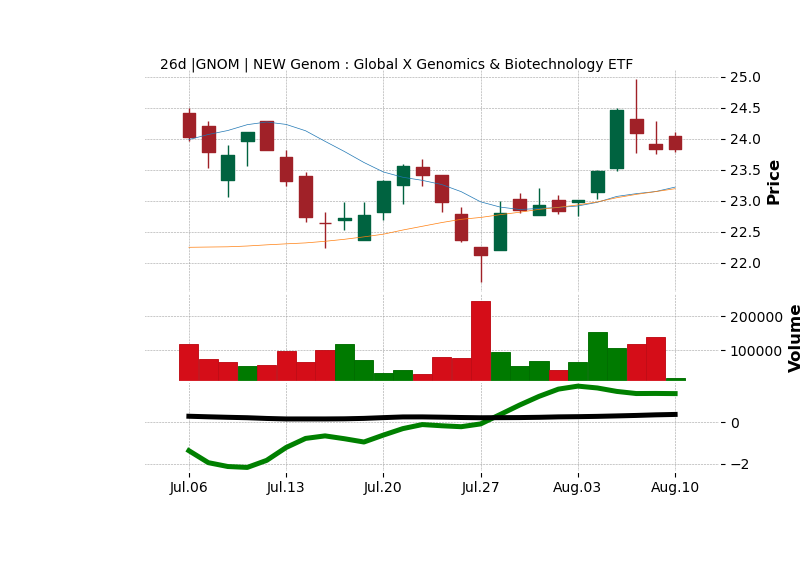 26d |GNOM | NEW Genom : Global X Genomics & Biotechnology ETF
25.0
24.5
24.0
23.5
23.0
22.5
22.0
Price
200000
100000
Volume
0
−2
Jul.06 Jul.13 Jul.20 Jul.27 Aug.03 Aug.10